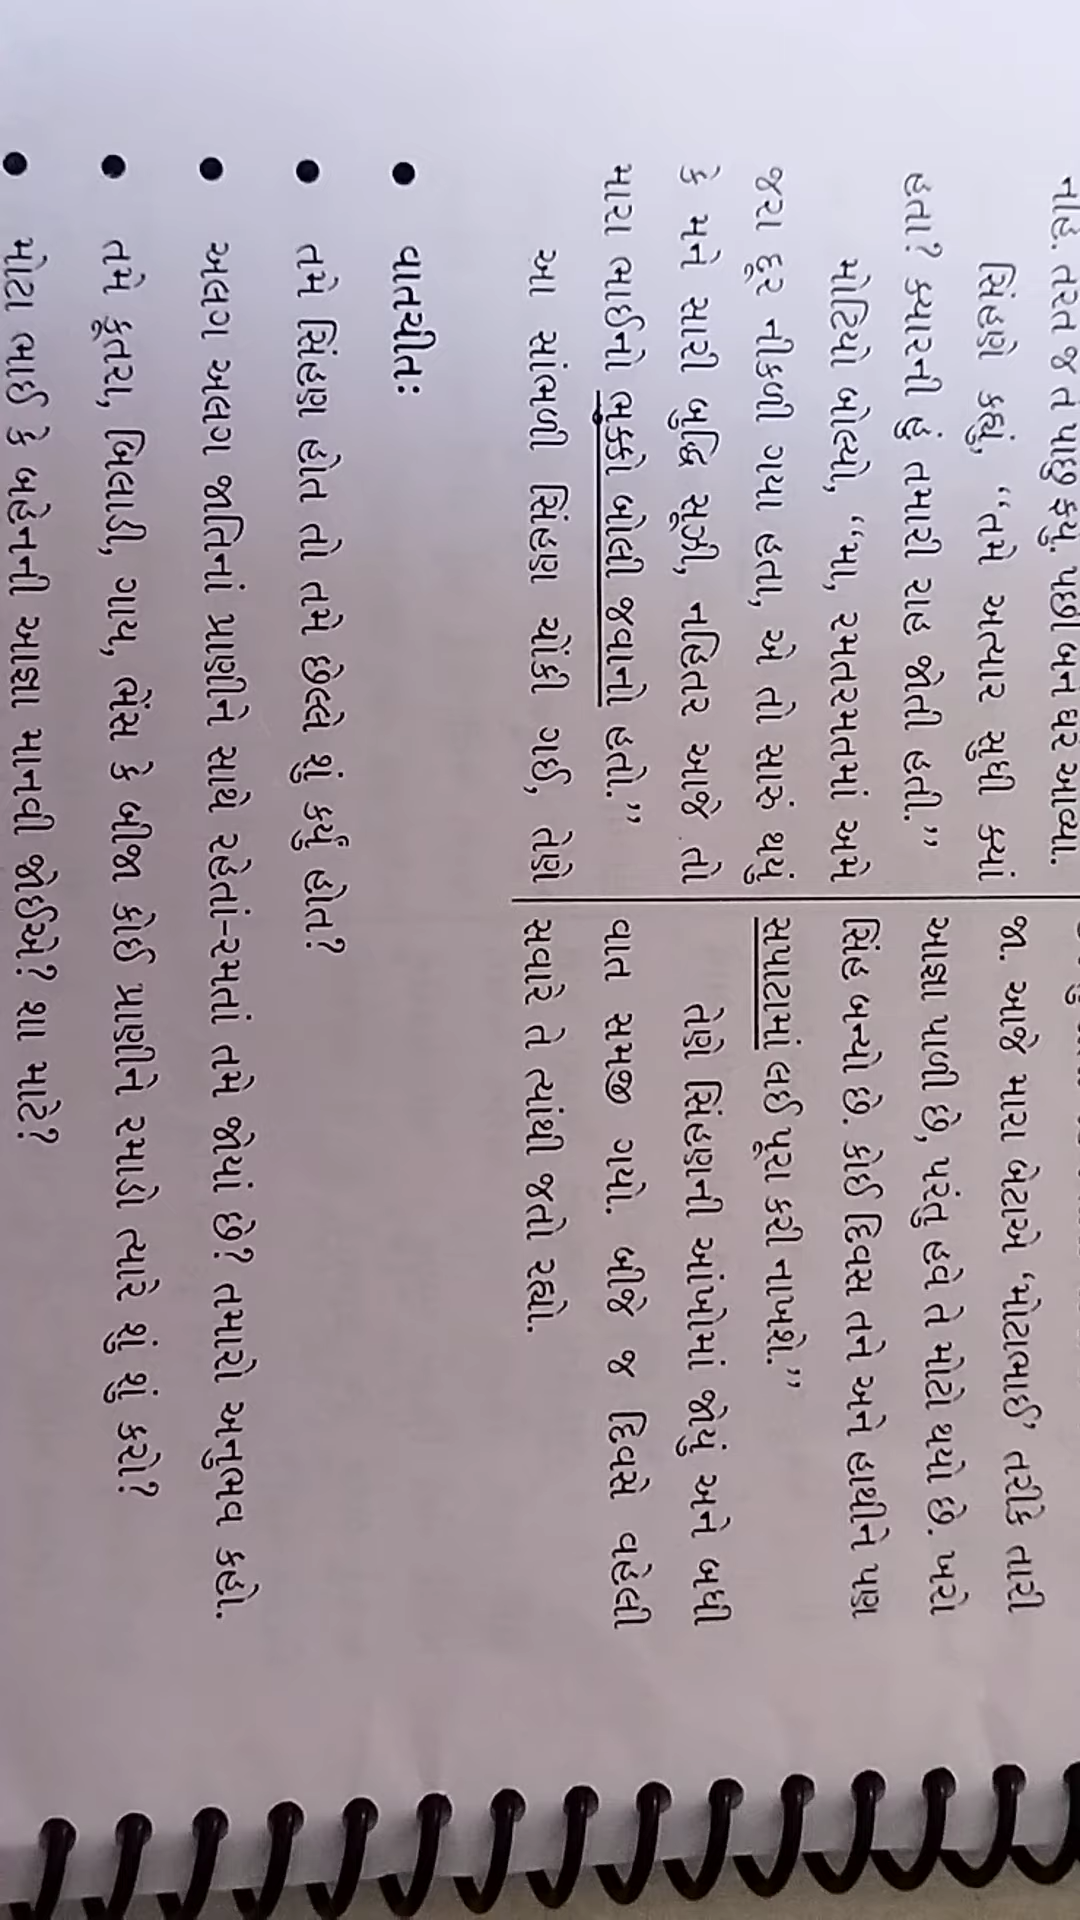 નહિ. તરત જ તે પાછું ફર્યું. પછી બંને ઘરે આવ્યા.
સિંહણે કહ્યું, “તમે અત્યાર સુધી ક્યાં
હતા? ક્યારની હું તમારી રાહ જોતી હતી.”
મોટિયો બોલ્યો, “મા, રમતરમતમાં અમે
જરા દૂર નીકળી ગયા હતા, એ તો સારું થયું
કે મને સારી બુદ્ધિ સૂઝી, નહિતર આજે તો
મારા ભાઈનો ભુક્કો બોલી જવાનો હતો.”
આ સાંભળી સિંહણ ચોંકી ગઈ, તેણે
જા. આજે મારા બેટાએ ‘મોટાભાઈ’ તરીકે તારી
આજ્ઞા પાળી છે, પરંતુ હવે તે મોટો થયો છે. ખરો
સિંહ બન્યો છે. કોઈ દિવસ તને અને હાથીને પણ
સપાટામાં લઈ પૂરા કરી નાખશે.”
તેણે સિંહણની આંખોમાં જોયું અને બધી
વાત સમજી ગયો. બીજે જ દિવસે વહેલી
સવારે તે ત્યાંથી જતો રહ્યો.
• વાતચીતઃ
• તમે સિંહણ હોત તો તમે છેલ્લે શું કર્યું હોત?
• અલગ અલગ જાતિનાં પ્રાણીને સાથે રહેતાં-રમતાં તમે જોયાં છે? તમારો અનુભવ કહો.
• તમે કૂતરા, બિલાડી, ગાય, ભેંસ કે બીજા કોઈ પ્રાણીને રમાડો ત્યારે શું શું કરો?
• મોટા ભાઈ કે બહેનની આજ્ઞા માનવી જોઈએ? શા માટે?